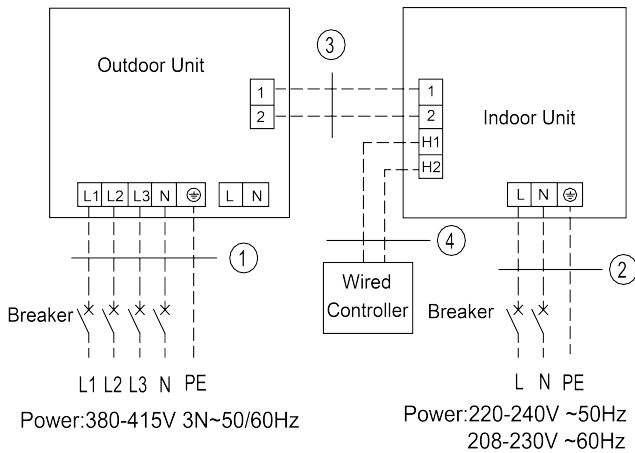 Outdoor Unit
1
2
L1 L2 L3 N L N
3
1
2
H1
H2
Indoor Unit
L N
1
4
2
Wired
Controller
Breaker
L1 L2 L3 N PE
Power:380-415V 3N~50/60Hz
Breaker
L N PE
Power:220-240V ~50Hz
208-230V ~60Hz